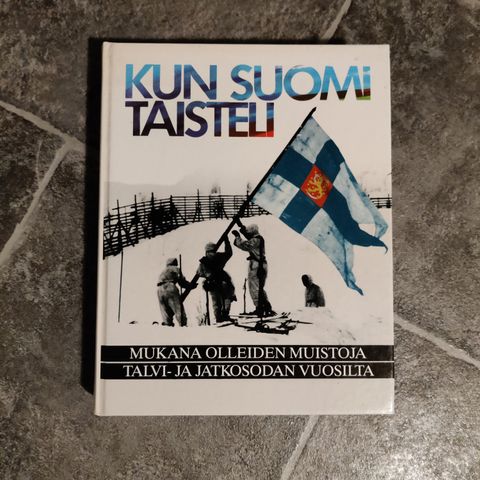 KUN SUOMI
TAISTELI
MUKANA OLLEIDEN MUISTOJA
TALVI- JA JATKOSODAN VUOSILTA